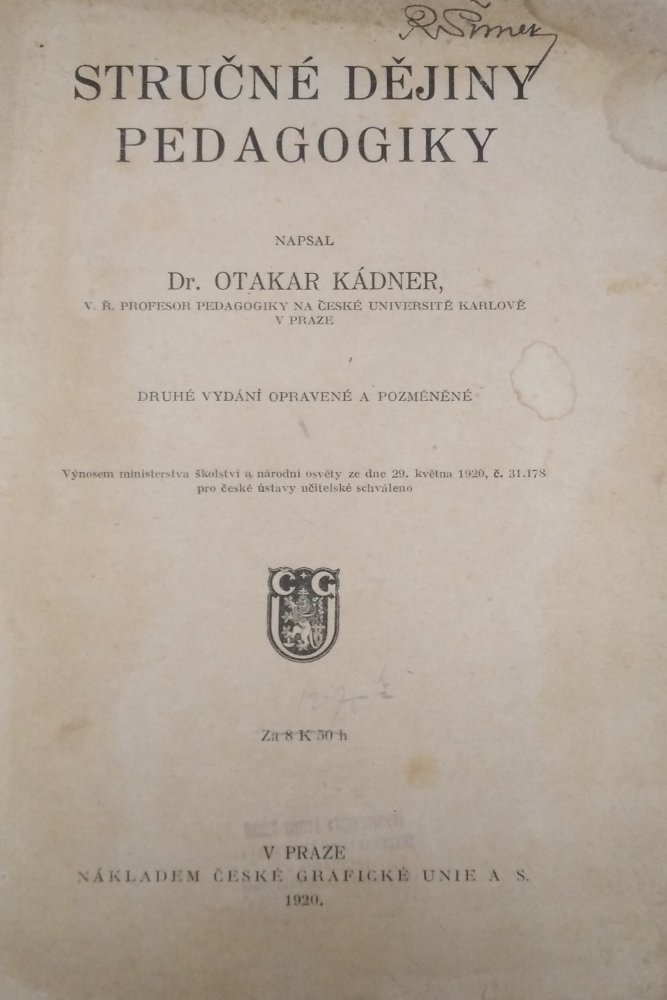 STRUČNÉ DĚJINY
PEDAGOGIKY
NAPSAL
Dr. OTAKAR KÁDNER,
V. Ř. PROFESOR PEDAGOGIKY NA ČESKÉ UNIVERSITĚ KARLOVĚ
V PRAZE
DRUHÉ VYDÁNÍ OPRAVENÉ A POZMĚNĚNÉ
Výnosem ministerstva školství a národní osvěty ze dne 29. května 1920, č. 31.178
pro české ústavy učitelské schváleno
Č G
U
Za 8 K 50 h
V PRAZE
NÁKLADEM ČESKÉ GRAFICKÉ UNIE A S.
1920.